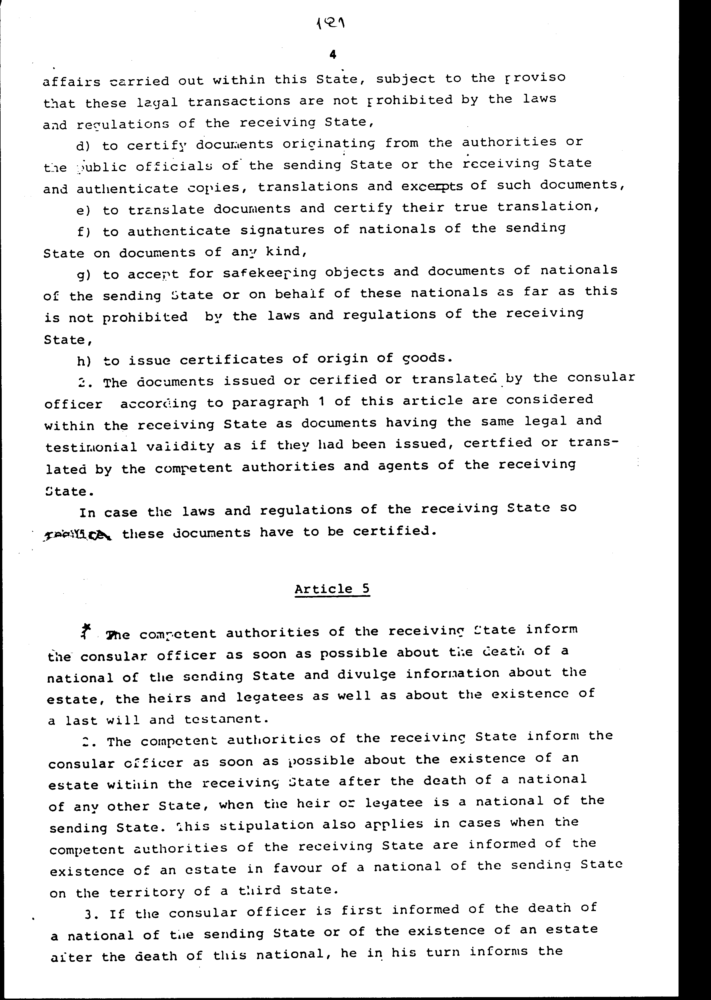 121
4
affairs carried out within this State, subject to the proviso
that these lagal transactions are not prohibited by the laws
and regulations of the receiving State,
d) to certify documents originating from the authorities or
the public officials of the sending State or the receiving State
and authenticate copies, translations and excerpts of such documents,
e) to translate documents and certify their true translation,
f) to authenticate signatures of nationals of the sending
State on documents of any kind,
g) to accept for safekeeping objects and documents of nationals
of the sending State or on behalf of these nationals as far as this
is not prohibited by the laws and regulations of the receiving
State,
h) to issue certificates of origin of goods.
2. The documents issued or cerified or translated by the consular
officer according to paragraph 1 of this article are considered
within the receiving State as documents having the same legal and
testimonial validity as if they had been issued, certfied or trans-
lated by the competent authorities and agents of the receiving
State.
In case the laws and regulations of the receiving State so
these documents have to be certified.
Article 5
The competent authorities of the receiving State inform
the consular officer as soon as possible about the death of a
national of the sending State and divulge information about the
estate, the heirs and legatees as well as about the existence of
a last will and testament.
2. The competent authorities of the receiving State inform the
consular officer as soon as possible about the existence of an
estate within the receiving State after the death of a national
of any other State, when the heir or legatee is a national of the
sending State. This stipulation also applies in cases when the
competent authorities of the receiving State are informed of the
existence of an estate in favour of a national of the sending State
on the territory of a third state.
3. If the consular officer is first informed of the death of
a national of the sending State or of the existence of an estate
after the death of this national, he in his turn informs the